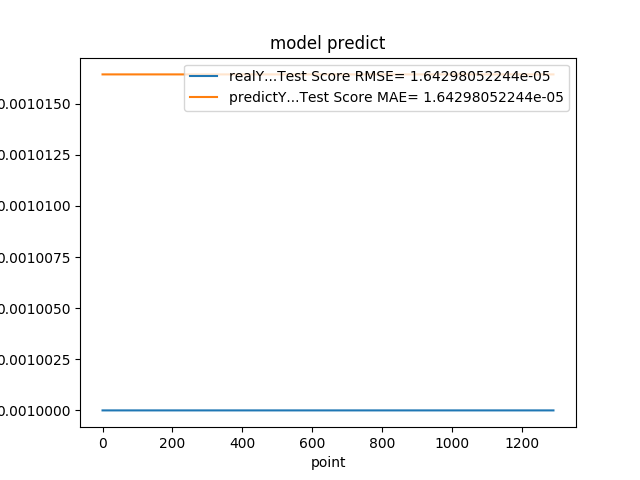 model predict
realY...Test Score RMSE= 1.64298052244e-05
predictY...Test Score MAE= 1.64298052244e-05
0.0010150
0.0010125
0.0010100
0.0010075
0.0010050
0.0010025
0.0010000
0 200 400 600 800 1000 1200
point